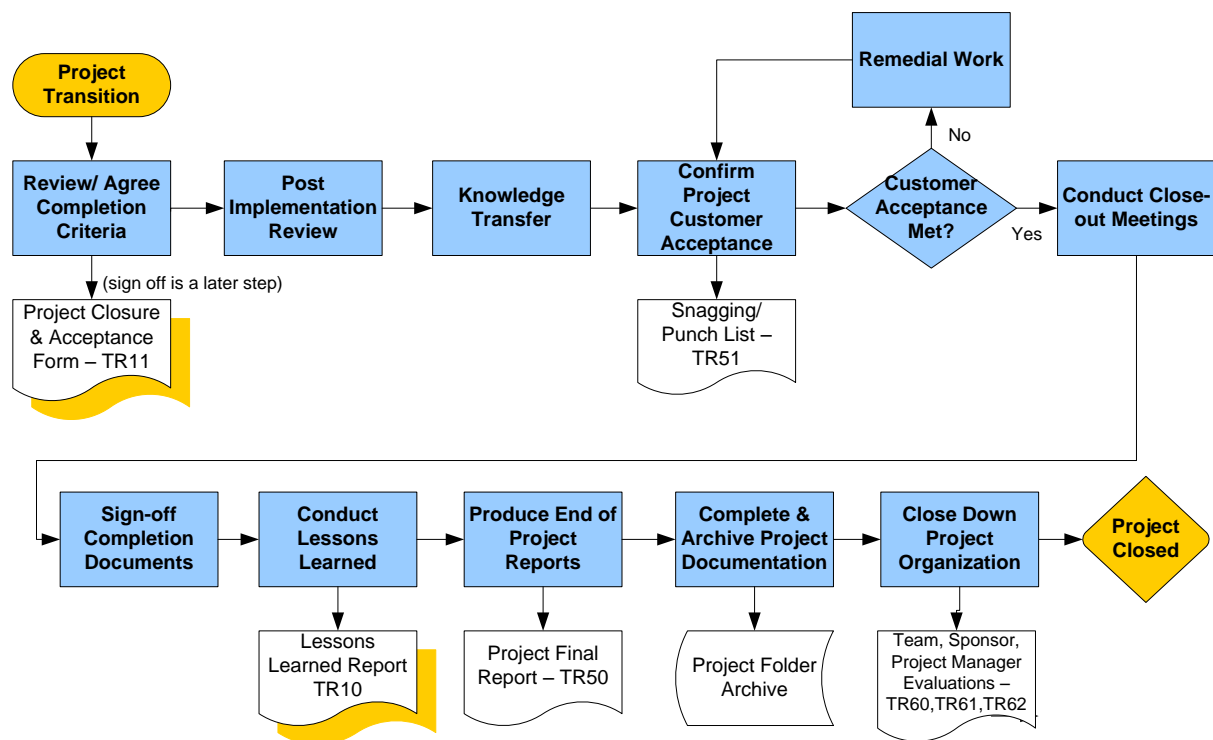 Project
Transition
Remedial Work
No
Review/ Agree
Completion
Criteria
Post
Implementation
Review
Knowledge
Transfer
Confirm
Project
Customer
Acceptance
Customer
Acceptance
Met?
Yes
Conduct Close-
out Meetings
(sign off is a later step)
Project Closure
& Acceptance
Form – TR11
Snagging/
Punch List –
TR51
Sign-off
Completion
Documents
Conduct
Lessons
Learned
Produce End of
Project
Reports
Complete &
Archive Project
Documentation
Close Down
Project
Organization
Project
Closed
Lessons
Learned Report
TR10
Project Final
Report – TR50
Project Folder
Archive
Team, Sponsor,
Project Manager
Evaluations –
TR60,TR61,TR62